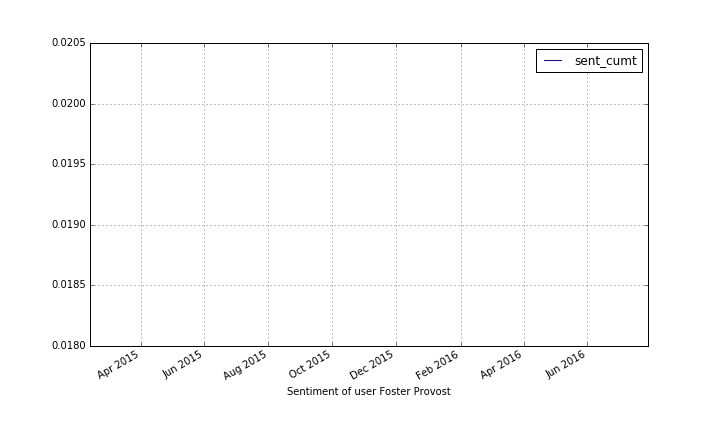 0.0205
sent_cumt
0.0200
0.0195
0.0190
0.0185
0.0180
Apr 2015
Jun 2015
Aug 2015
Oct 2015
Dec 2015
Feb 2016
Apr 2016
Jun 2016
Sentiment of user Foster Provost